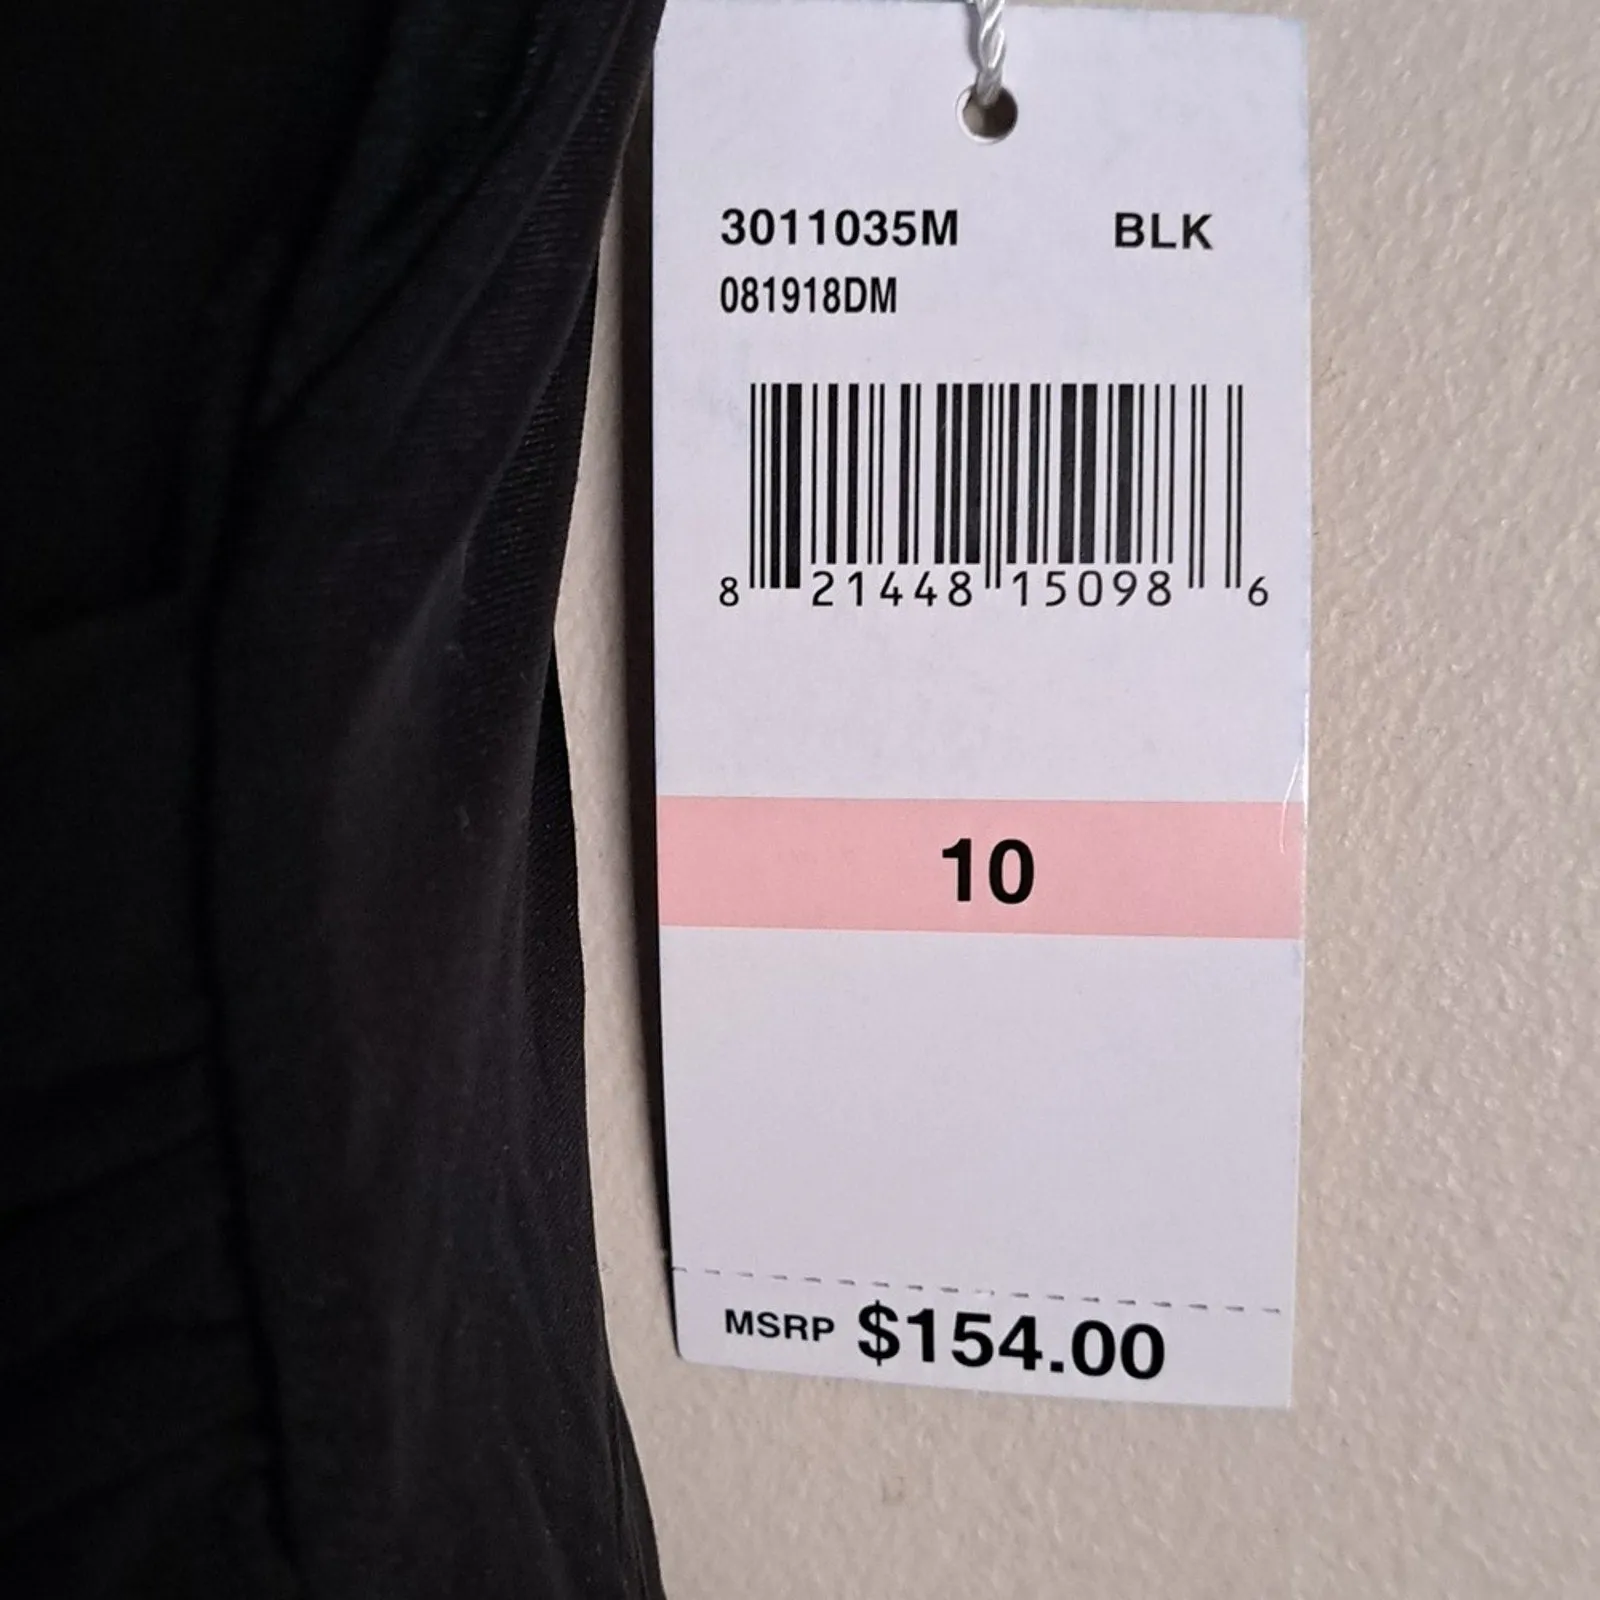 3011035M BLK
081918DM
8 21448 15098 6
10
MSRP $154.00